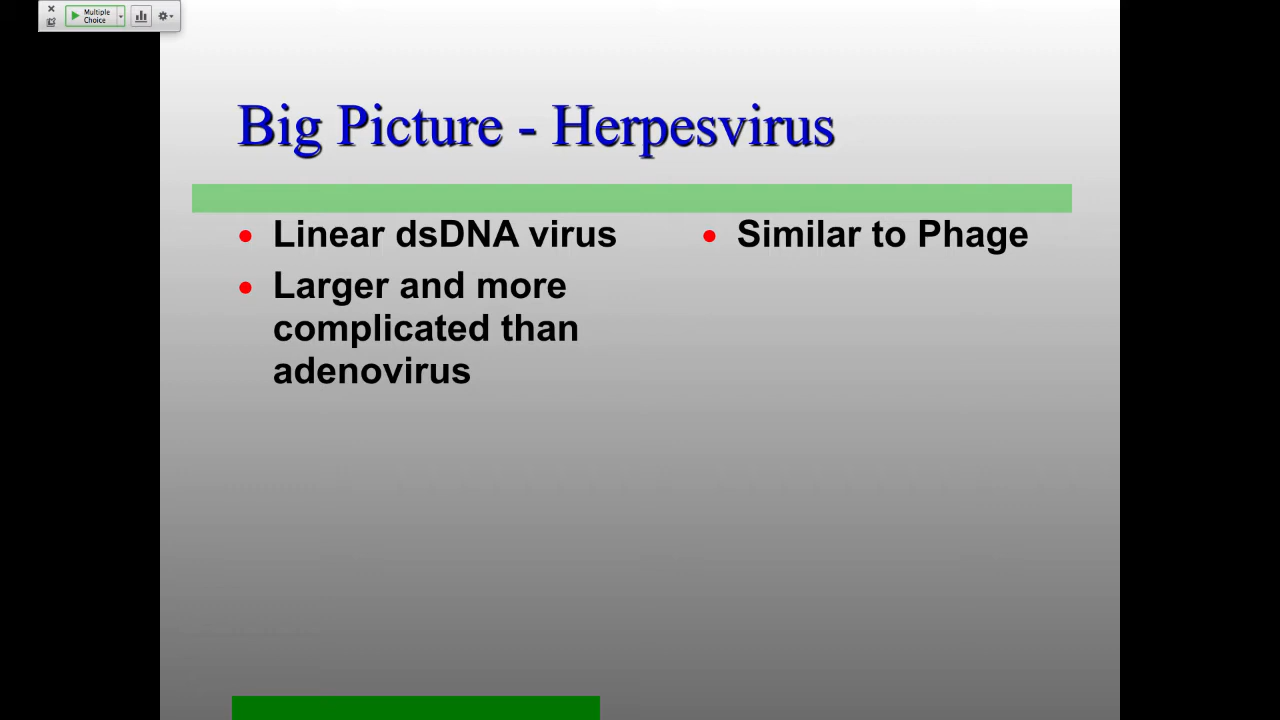 Multiple
Choice
Big Picture - Herpesvirus
• Linear dsDNA virus
• Larger and more
complicated than
adenovirus
• Similar to Phage